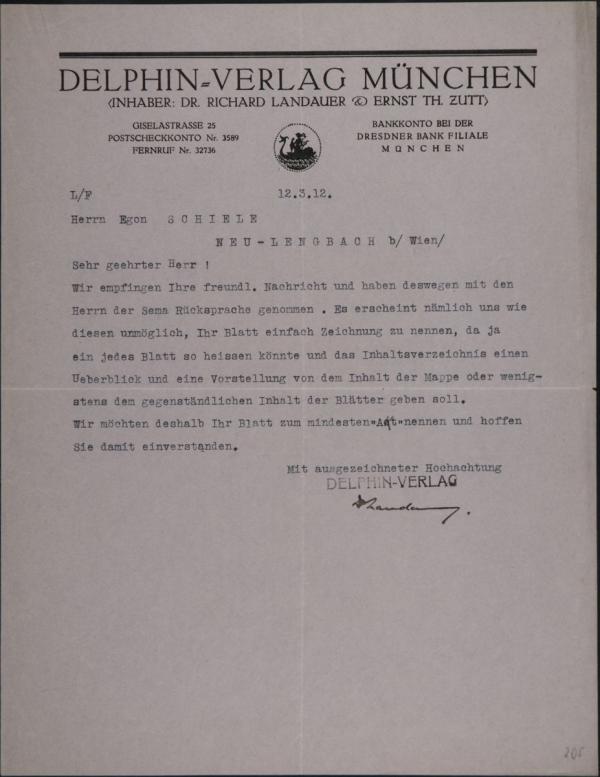 DELPHIN=VERLAG MÜNCHEN
(INHABER: DR. RICHARD LANDAUER & ERNST TH. ZUTT)
GISELASTRASSE 25
POSTSCHECKKONTO Nr. 3589
FERNRUF Nr. 32736
BANKKONTO BEI DER
DRESDNER BANK FILIALE
MÜNCHEN
L/F
12.3.12.
Herrn Egon SCHIELE
NEU-LENGBACH b/ Wien/
Sehr geehrter Herr !
Wir empfingen Ihre freundl. Nachricht und haben deswegen mit den
Herrn der Sema Rücksprache genommen . Es erscheint nämlich uns wie
diesen unmöglich, Ihr Blatt einfach Zeichnung zu nennen, da ja
ein jedes Blatt so heissen könnte und das Inhaltsverzeichnis einen
Ueberblick und eine Vorstellung von dem Inhalt der Mappe oder wenig-
stens dem gegenständlichen Inhalt der Blätter geben soll.
Wir möchten deshalb Ihr Blatt zum mindesten "Akt" nennen und hoffen
Sie damit einverstanden.
Mit ausgezeichneter Hochachtung
DELPHIN-VERLAG